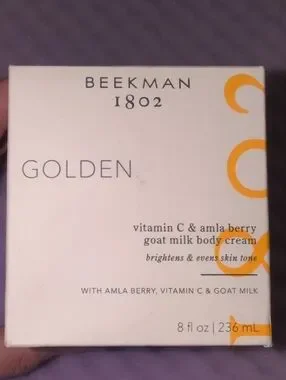 BEEKMAN
1802
GOLDEN
vitamin C & amla berry
goat milk body cream
brightens & evens skin tone
WITH AMLA BERRY, VITAMIN C & GOAT MILK
8 fl oz | 236 mL
1802